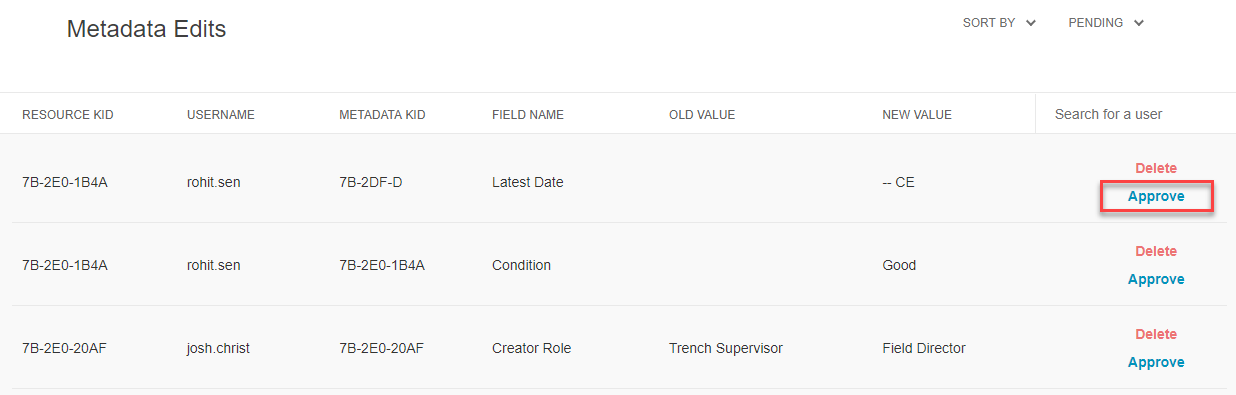 Metadata Edits SORT BY PENDING
RESOURCE KID USERNAME METADATA KID FIELD NAME OLD VALUE NEW VALUE Search for a user
7B-2E0-1B4A rohit.sen 7B-2DF-D Latest Date -- CE Delete
Approve
7B-2E0-1B4A rohit.sen 7B-2E0-1B4A Condition Good Delete
Approve
7B-2E0-20AF josh.christ 7B-2E0-20AF Creator Role Trench Supervisor Field Director Delete
Approve